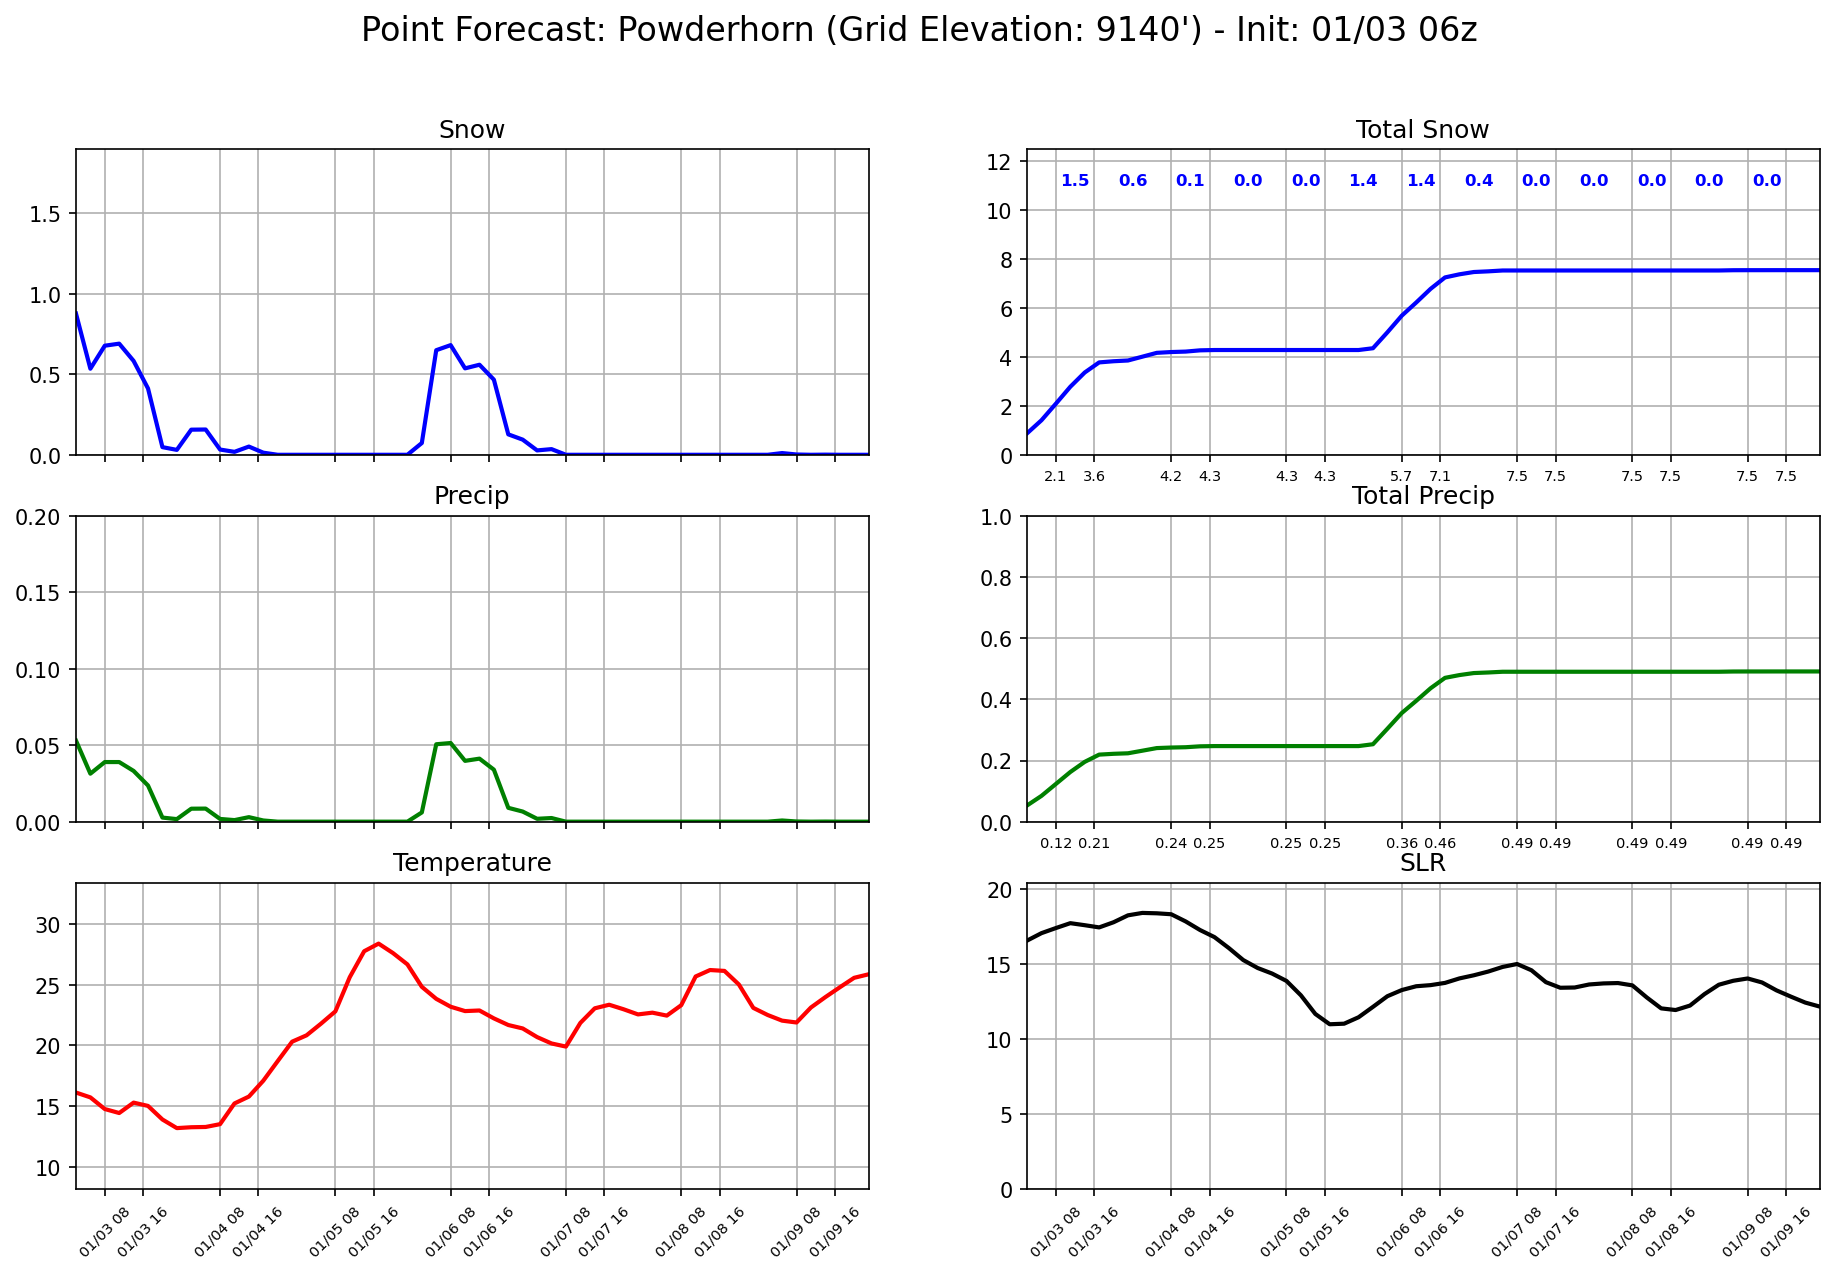 Point Forecast: Powderhorn (Grid Elevation: 9140') - Init: 01/03 06z
Snow
1.5
1.0
0.5
0.0
Total Snow
12
10
8
6
4
2
0
1.5 0.6 0.1 0.0 0.0 1.4 1.4 0.4 0.0 0.0 0.0 0.0 0.0
2.1 3.6 4.2 4.3 4.3 4.3 5.7 7.1 7.5 7.5 7.5 7.5 7.5 7.5
Precip
0.20
0.15
0.10
0.05
0.00
Total Precip
1.0
0.8
0.6
0.4
0.2
0.0
0.12 0.21 0.24 0.25 0.25 0.25 0.36 0.46 0.49 0.49 0.49 0.49 0.49 0.49
Temperature
30
25
20
15
10
01/03 08 01/03 16 01/04 08 01/04 16 01/05 08 01/05 16 01/06 08 01/06 16 01/07 08 01/07 16 01/08 08 01/08 16 01/09 08 01/09 16
SLR
20
15
10
5
0
01/03 08 01/03 16 01/04 08 01/04 16 01/05 08 01/05 16 01/06 08 01/06 16 01/07 08 01/07 16 01/08 08 01/08 16 01/09 08 01/09 16